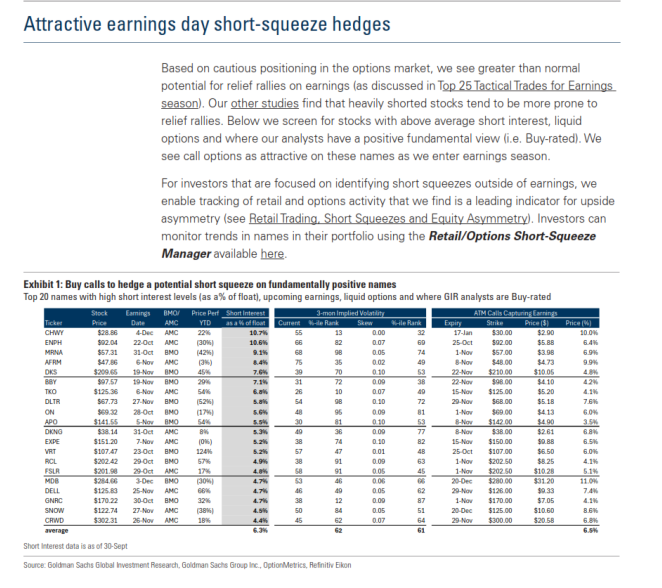 Attractive earnings day short-squeeze hedges
Based on cautious positioning in the options market, we see greater than normal
potential for relief rallies on earnings (as discussed in Top 25 Tactical Trades for Earnings
season). Our other studies find that heavily shorted stocks tend to be more prone to
relief rallies. Below we screen for stocks with above average short interest, liquid
options and where our analysts have a positive fundamental view (i.e. Buy-rated). We
see call options as attractive on these names as we enter earnings season.
For investors that are focused on identifying short squeezes outside of earnings, we
enable tracking of retail and options activity that we find is a leading indicator for upside
asymmetry (see Retail Trading, Short Squeezes and Equity Asymmetry). Investors can
monitor trends in names in their portfolio using the Retail/Options Short-Squeeze
Manager available here.
Exhibit 1: Buy calls to hedge a potential short squeeze on fundamentally positive names
Top 20 names with high short interest levels (as a% of float), upcoming earnings, liquid options and where GIR analysts are Buy-rated
Stock Earnings BMO/ Price Perf Short Interest 3-mon Implied Volatility ATM Calls Capturing Earnings
Ticker Price Date AMC YTD as a % of float Current %-ile Rank Skew %-ile Rank Expiry Strike Price ($) Price (%)
CHWY $28.86 4-Dec AMC 22% 10.7% 55 13 0.00 32 17-Jan $30.00 $2.90 10.0%
ENPH $92.04 22-Oct AMC (30%) 10.6% 66 82 0.07 69 25-Oct $92.00 $5.88 6.4%
MRNA $57.31 31-Oct BMO (42%) 9.1% 68 98 0.05 74 1-Nov $57.00 $3.98 6.9%
AFRM $47.86 6-Nov AMC (3%) 8.4% 75 35 0.02 49 8-Nov $48.00 $4.73 9.9%
DKS $209.65 19-Nov BMO 45% 7.6% 39 70 0.10 53 22-Nov $210.00 $10.05 4.8%
BBY $97.57 19-Nov BMO 29% 7.1% 31 72 0.09 38 22-Nov $98.00 $4.10 4.2%
TKO $125.36 6-Nov AMC 54% 6.8% 26 10 0.07 49 15-Nov $125.00 $5.20 4.1%
DLTR $67.73 27-Nov BMO (52%) 5.8% 54 98 0.10 72 29-Nov $68.00 $5.18 7.6%
ON $69.32 28-Oct BMO (17%) 5.6% 48 95 0.09 81 1-Nov $69.00 $4.13 6.0%
APO $141.55 5-Nov BMO 54% 5.5% 30 81 0.10 53 8-Nov $142.00 $4.90 3.5%
DKNG $38.14 31-Oct AMC 8% 5.3% 49 36 0.09 77 8-Nov $38.00 $2.61 6.8%
EXPE $151.20 7-Nov AMC (0%) 5.2% 38 74 0.10 82 15-Nov $150.00 $9.88 6.5%
VRT $107.47 23-Oct BMO 124% 5.2% 57 47 0.01 48 25-Oct $107.00 $6.50 6.0%
RCL $202.42 29-Oct BMO 57% 4.9% 38 91 0.09 63 1-Nov $202.50 $8.25 4.1%
FSLR $201.98 29-Oct AMC 17% 4.8% 58 91 0.06 45 1-Nov $202.50 $10.28 5.1%
MDB $284.66 3-Dec BMO (30%) 4.7% 53 46 0.06 66 20-Dec $280.00 $31.20 11.0%
DELL $125.83 25-Nov AMC 66% 4.7% 46 49 0.05 62 29-Nov $126.00 $9.33 7.4%
GNRC $170.22 30-Oct BMO 32% 4.7% 38 12 0.09 87 1-Nov $170.00 $7.05 4.1%
SNOW $122.74 27-Nov AMC (38%) 4.5% 50 84 0.05 51 20-Dec $125.00 $10.60 8.6%
CRWD $302.31 26-Nov AMC 18% 4.4% 45 62 0.07 64 29-Nov $300.00 $20.58 6.8%
average 6.3% 62 61 6.5%
Short Interest data is as of 30-Sept
Source: Goldman Sachs Global Investment Research, Goldman Sachs Group Inc., OptionMetrics, Refinitiv Eikon